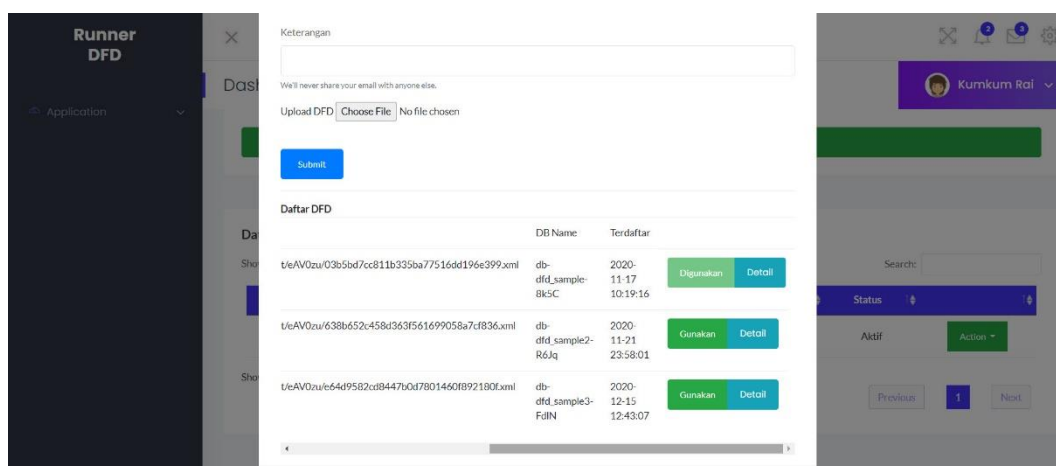 Runner
DFD
Application
Dash
Kumkum Rai
Keterangan
We'll never share your email with anyone else.
Upload DFD Choose File No file chosen
Submit
Daftar DFD
DB Name Terdaftar
t/eAV0zu/03b5bd7cc811b335ba77516dd196e399.xml db- 2020-
dfd_sample- 11-17
8k5C 10:19:16
Digunakan Detail
t/eAV0zu/638b652c458d363f561699058a7cf836.xml db- 2020-
dfd_sample2- 11-21
R6Jq 23:58:01
Gunakan Detail
t/eAV0zu/e64d9582cd8447b0d7801460f892180f.xml db- 2020-
dfd_sample3- 12-15
FdIN 12:43:07
Gunakan Detail
Da
Sho
Search:
Status
Aktif Action
Sho
Previous 1 Next